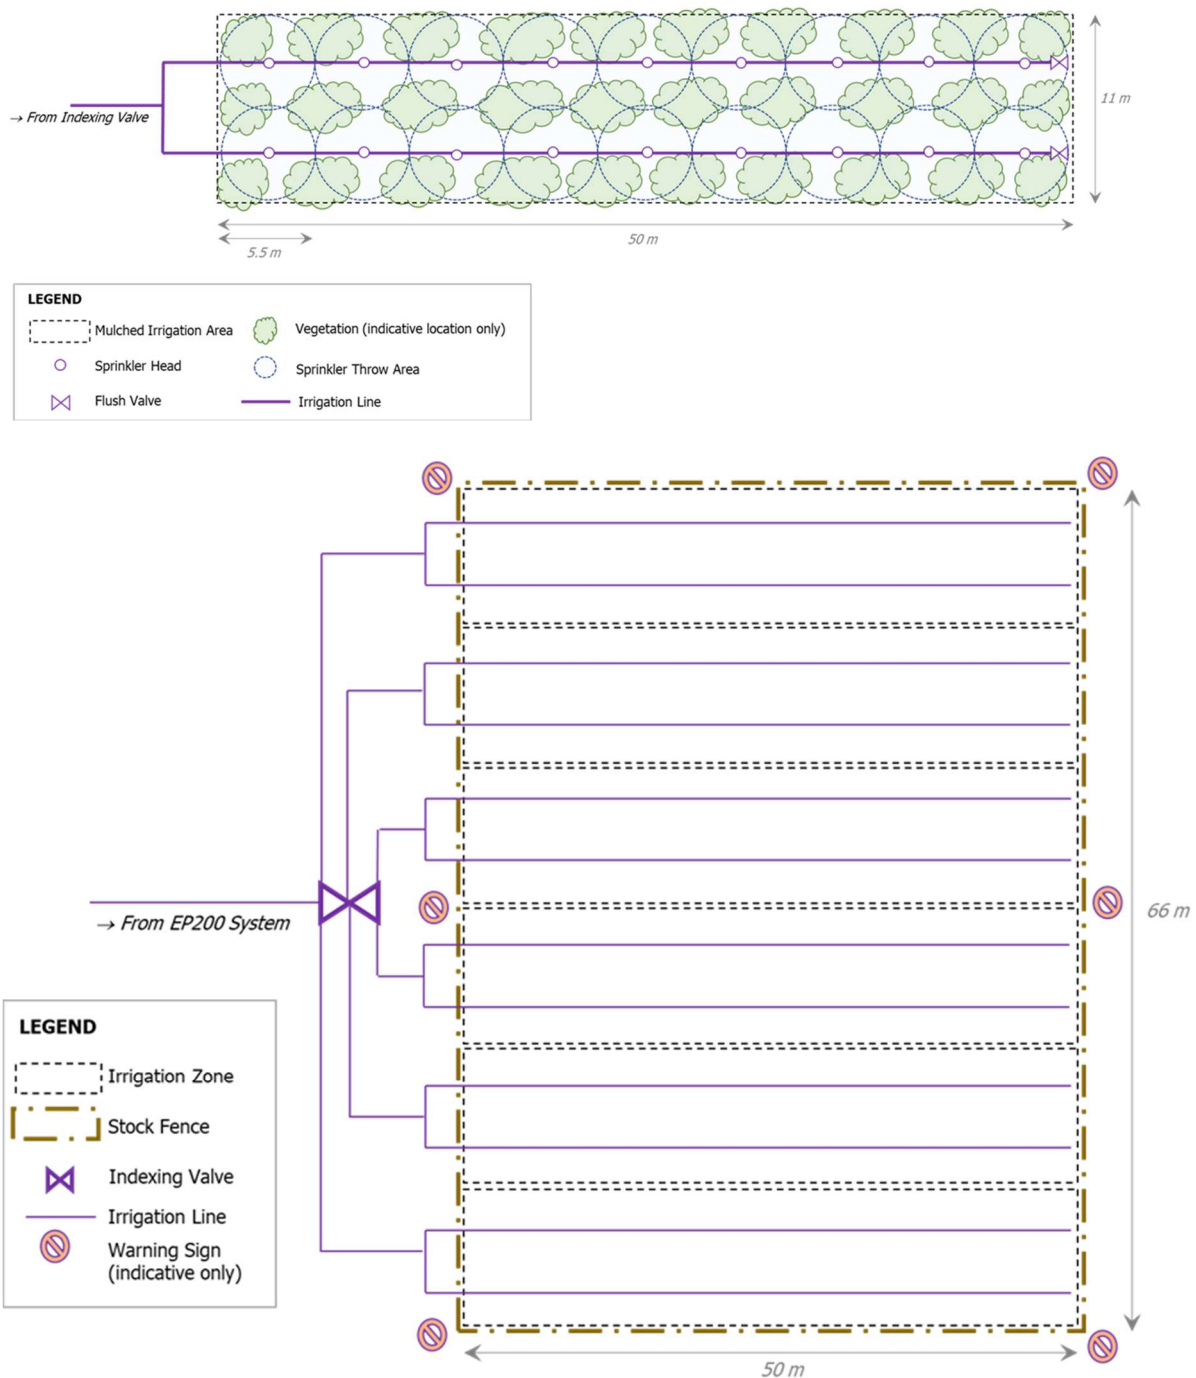 → From Indexing Valve
11 m
50 m
5.5 m
LEGEND
Mulched Irrigation Area
Vegetation (indicative location only)
Sprinkler Head
Sprinkler Throw Area
Flush Valve
Irrigation Line
→ From EP200 System
66 m
LEGEND
Irrigation Zone
Stock Fence
Indexing Valve
Irrigation Line
Warning Sign
(indicative only)
50 m